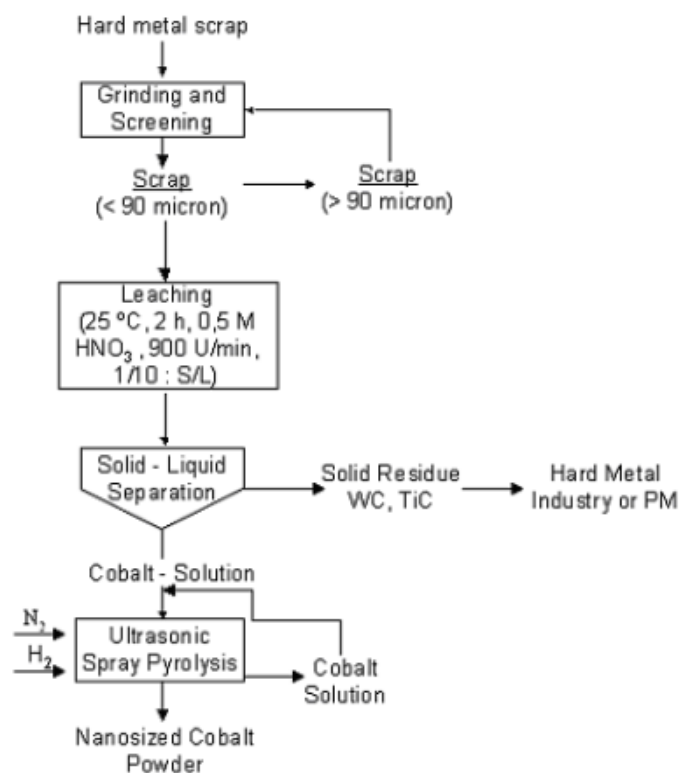 Hard metal scrap
Grinding and
Screening
Scrap
(< 90 micron)
Scrap
(> 90 micron)
Leaching
(25 ºC, 2 h, 0,5 M
HNO₃ , 900 U/min,
1/10 : S/L)
Solid - Liquid
Separation
Solid Residue
WC, TiC
Hard Metal
Industry or PM
Cobalt - Solution
N₂
H₂
Ultrasonic
Spray Pyrolysis
Cobalt
Solution
Nanosized Cobalt
Powder